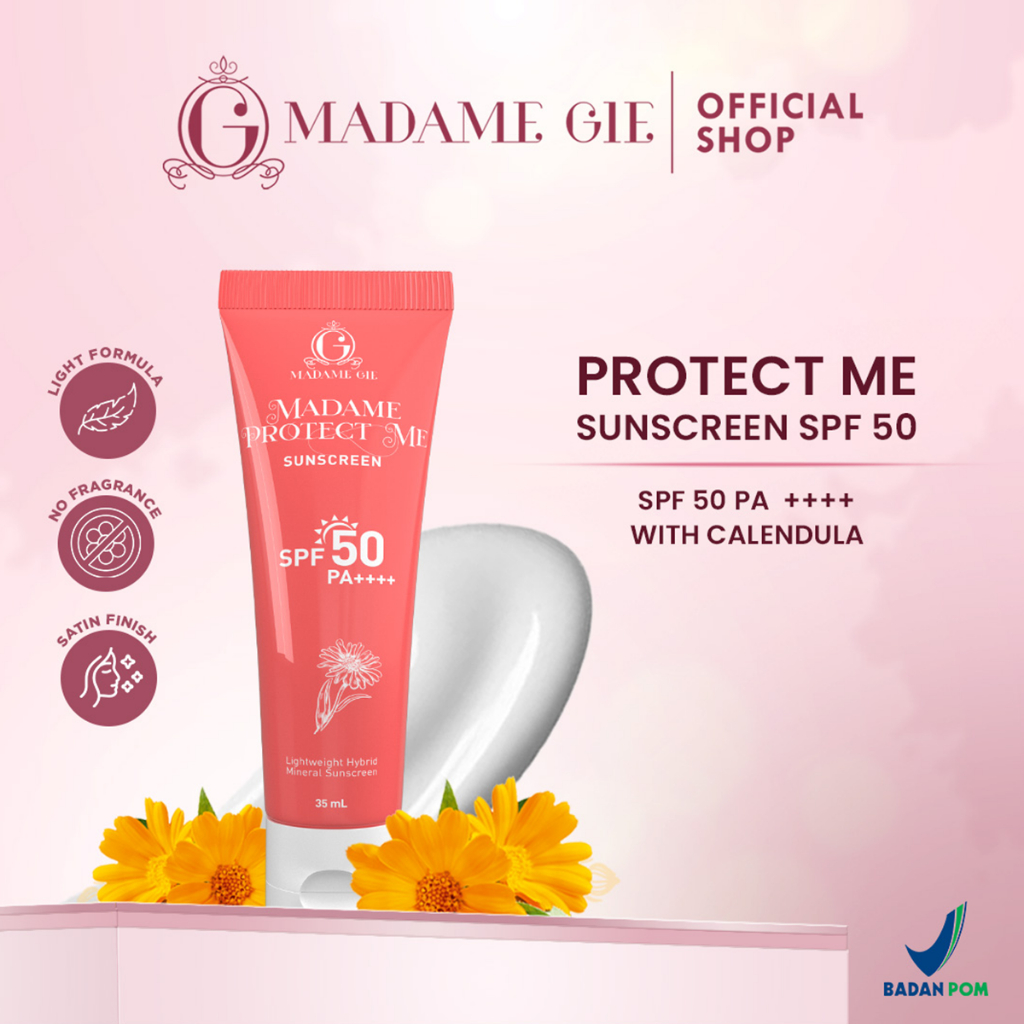 MADAME GIE
OFFICIAL
SHOP
LIGHT FORMULA
NO FRAGRANCE
SATIN FINISH
MADAME GIE
MADAME
PROTECT ME
SUNSCREEN
SPF 50
PA++++
Lightweight Hybrid
Mineral Sunscreen
35 mL
PROTECT ME
SUNSCREEN SPF 50
SPF 50 PA ++++
WITH CALENDULA
BADAN POM